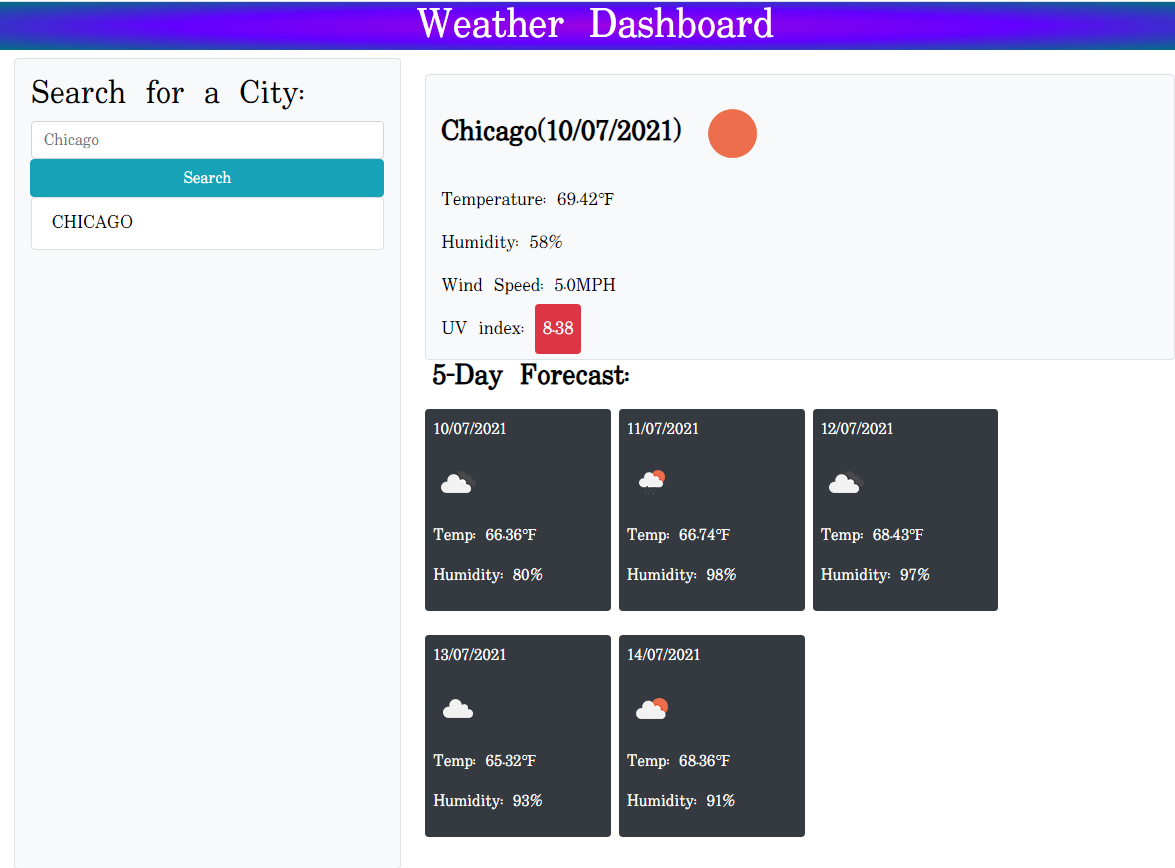 Weather Dashboard
Search for a City:
Chicago
Search
CHICAGO
Chicago(10/07/2021)
Temperature: 69.42°F
Humidity: 58%
Wind Speed: 5.0MPH
UV index: 8.38
5-Day Forecast:
10/07/2021
Temp: 66.36°F
Humidity: 80%
11/07/2021
Temp: 66.74°F
Humidity: 98%
12/07/2021
Temp: 68.43°F
Humidity: 97%
13/07/2021
Temp: 65.32°F
Humidity: 93%
14/07/2021
Temp: 68.36°F
Humidity: 91%